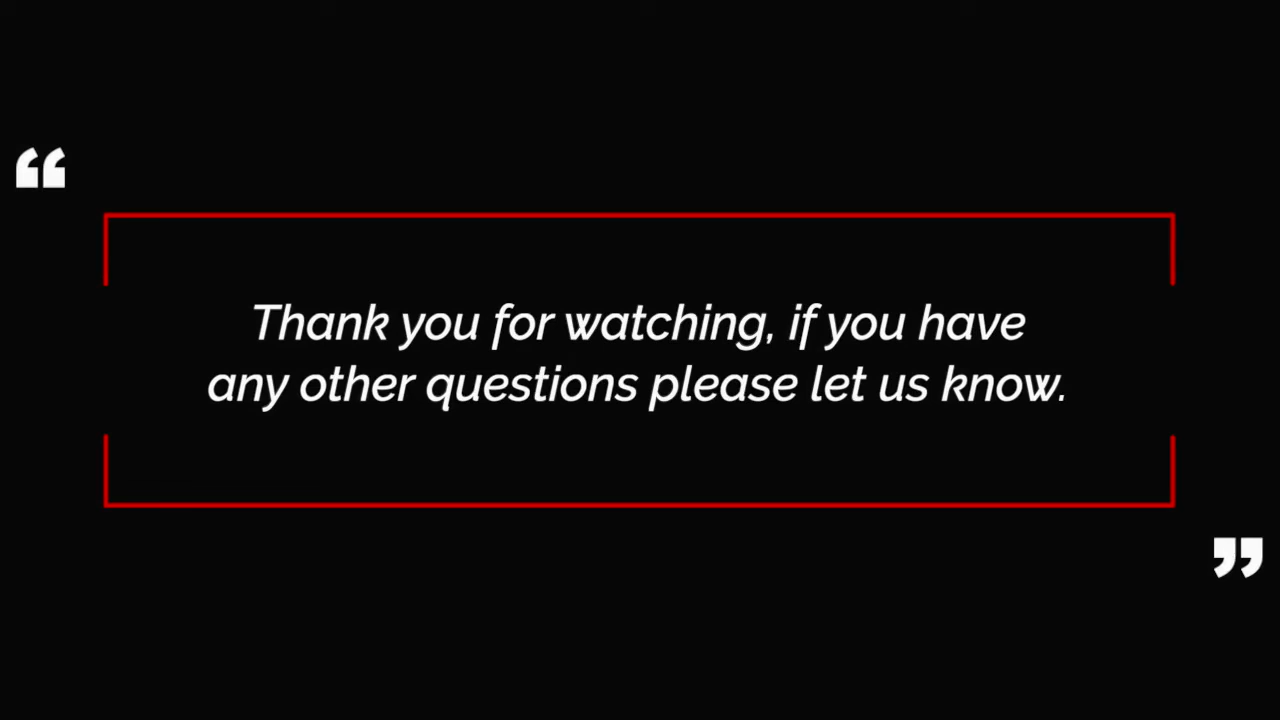 “
Thank you for watching, if you have
any other questions please let us know.
”